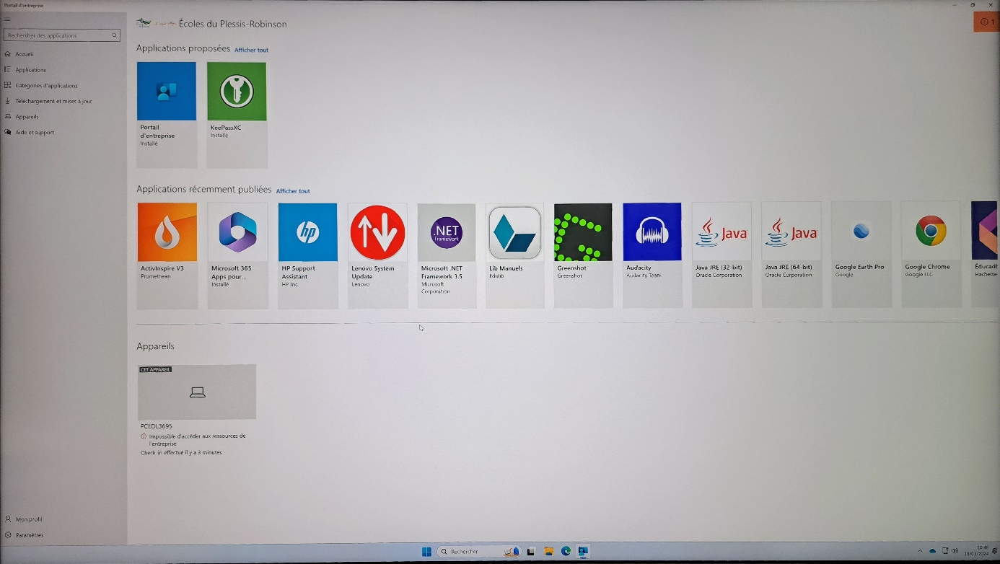 Portail d'entreprise
Rechercher des applications
Accueil
Applications
Catégories d'applications
Téléchargement et mises à jour
Appareils
Aide et support
Mon profil
Paramètres
Écoles du Plessis-Robinson
1
Applications proposées Afficher tout
Portail
d'entreprise
Installé
KeePassXC
Installé
Applications récemment publiées Afficher tout
ActivInspire V3
Promethean
Microsoft 365
Apps pour...
Installé
hp
HP Support
Assistant
HP Inc.
Lenovo System
Update
Lenovo
.NET
Framework
Microsoft .NET
Framework 3.5
Microsoft
Corporation
Lib Manuels
Edulib
Greenshot
Greenshot
Audacity
Audacity Team
Java
Java JRE (32-bit)
Oracle Corporation
Java
Java JRE (64-bit)
Oracle Corporation
Google Earth Pro
Google
Google Chrome
Google LLC
Éducadh
Hachette
Appareils
CET APPAREIL
PCEDL3695
Impossible d'accéder aux ressources de
l'entreprise
Check in effectué il y a 3 minutes
Rechercher
10:46